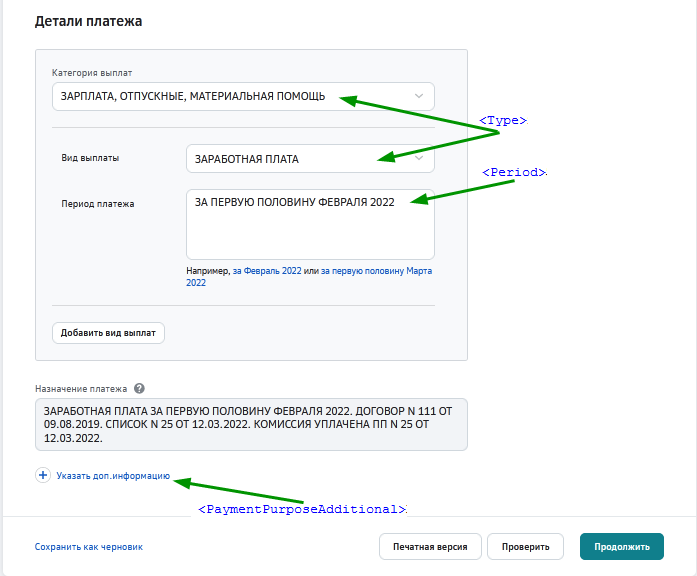 Детали платежа
Категория выплат
ЗАРПЛАТА, ОТПУСКНЫЕ, МАТЕРИАЛЬНАЯ ПОМОЩЬ
<Type>
Вид выплаты
ЗАРАБОТНАЯ ПЛАТА
<Period>
Период платежа
ЗА ПЕРВУЮ ПОЛОВИНУ ФЕВРАЛЯ 2022
Например, за Февраль 2022 или за первую половину Марта
2022
Добавить вид выплат
Назначение платежа ?
ЗАРАБОТНАЯ ПЛАТА ЗА ПЕРВУЮ ПОЛОВИНУ ФЕВРАЛЯ 2022. ДОГОВОР N 111 ОТ
09.08.2019. СПИСОК N 25 ОТ 12.03.2022. КОМИССИЯ УПЛАЧЕНА ПП N 25 ОТ
12.03.2022.
+ Указать доп.информацию
<PaymentPurposeAdditional>
Сохранить как черновик
Печатная версия
Проверить
Продолжить